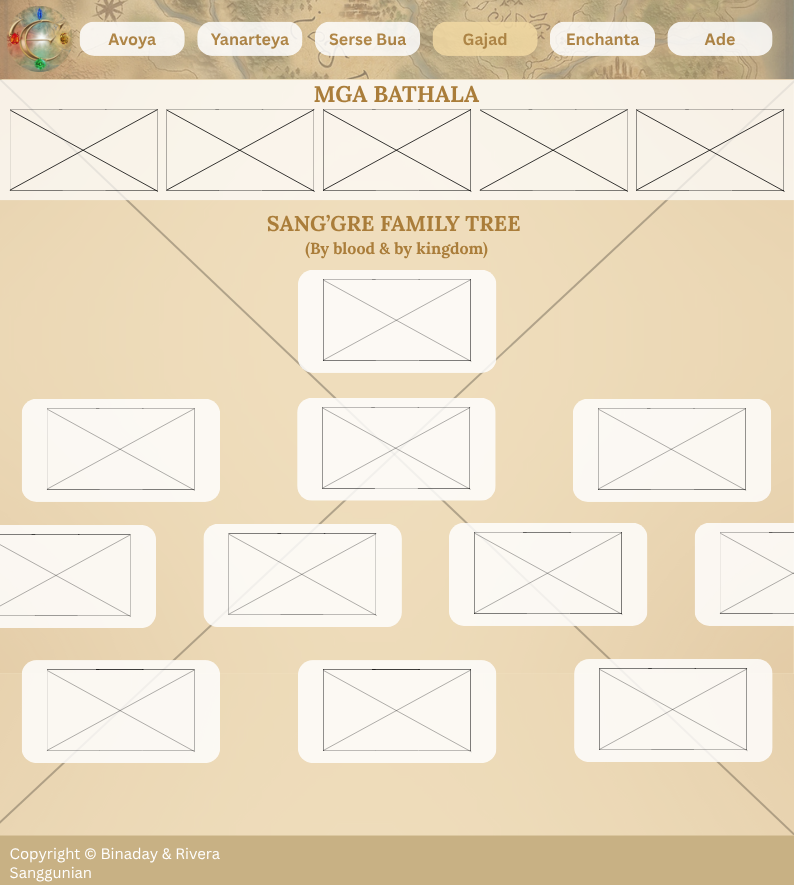 Avoya
Yanarteya
Serse Bua
Gajad
Enchanta
Ade
MGA BATHALA
SANG’GRE FAMILY TREE
(By blood & by kingdom)
Copyright © Binaday & Rivera
Sanggunian